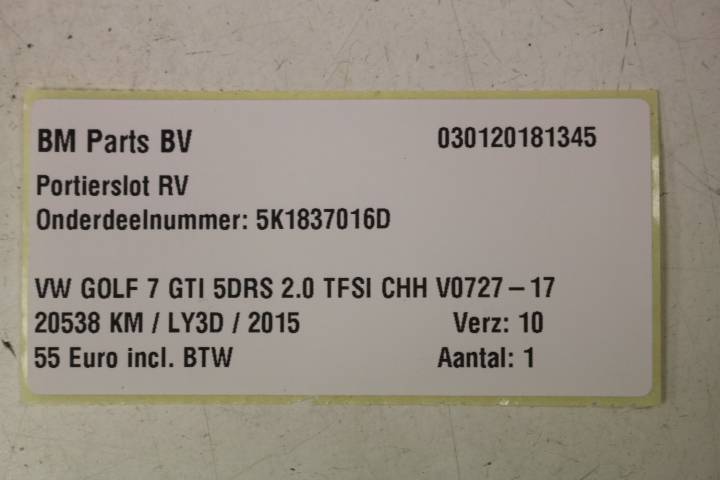 BM Parts BV 030120181345
Portierslot RV
Onderdeelnummer: 5K1837016D
VW GOLF 7 GTI 5DRS 2.0 TFSI CHH V0727-17
20538 KM / LY3D / 2015 Verz: 10
55 Euro incl. BTW Aantal: 1